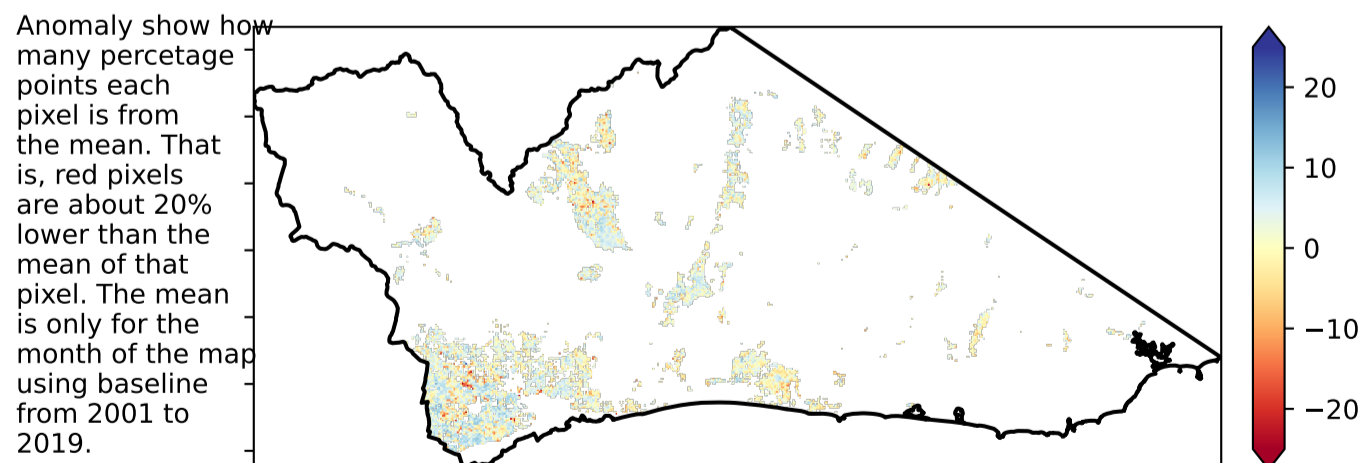 Anomaly show how
many percetage
points each
pixel is from
the mean. That
is, red pixels
are about 20%
lower than the
mean of that
pixel. The mean
is only for the
month of the map
using baseline
from 2001 to
2019.
20
10
0
−10
−20